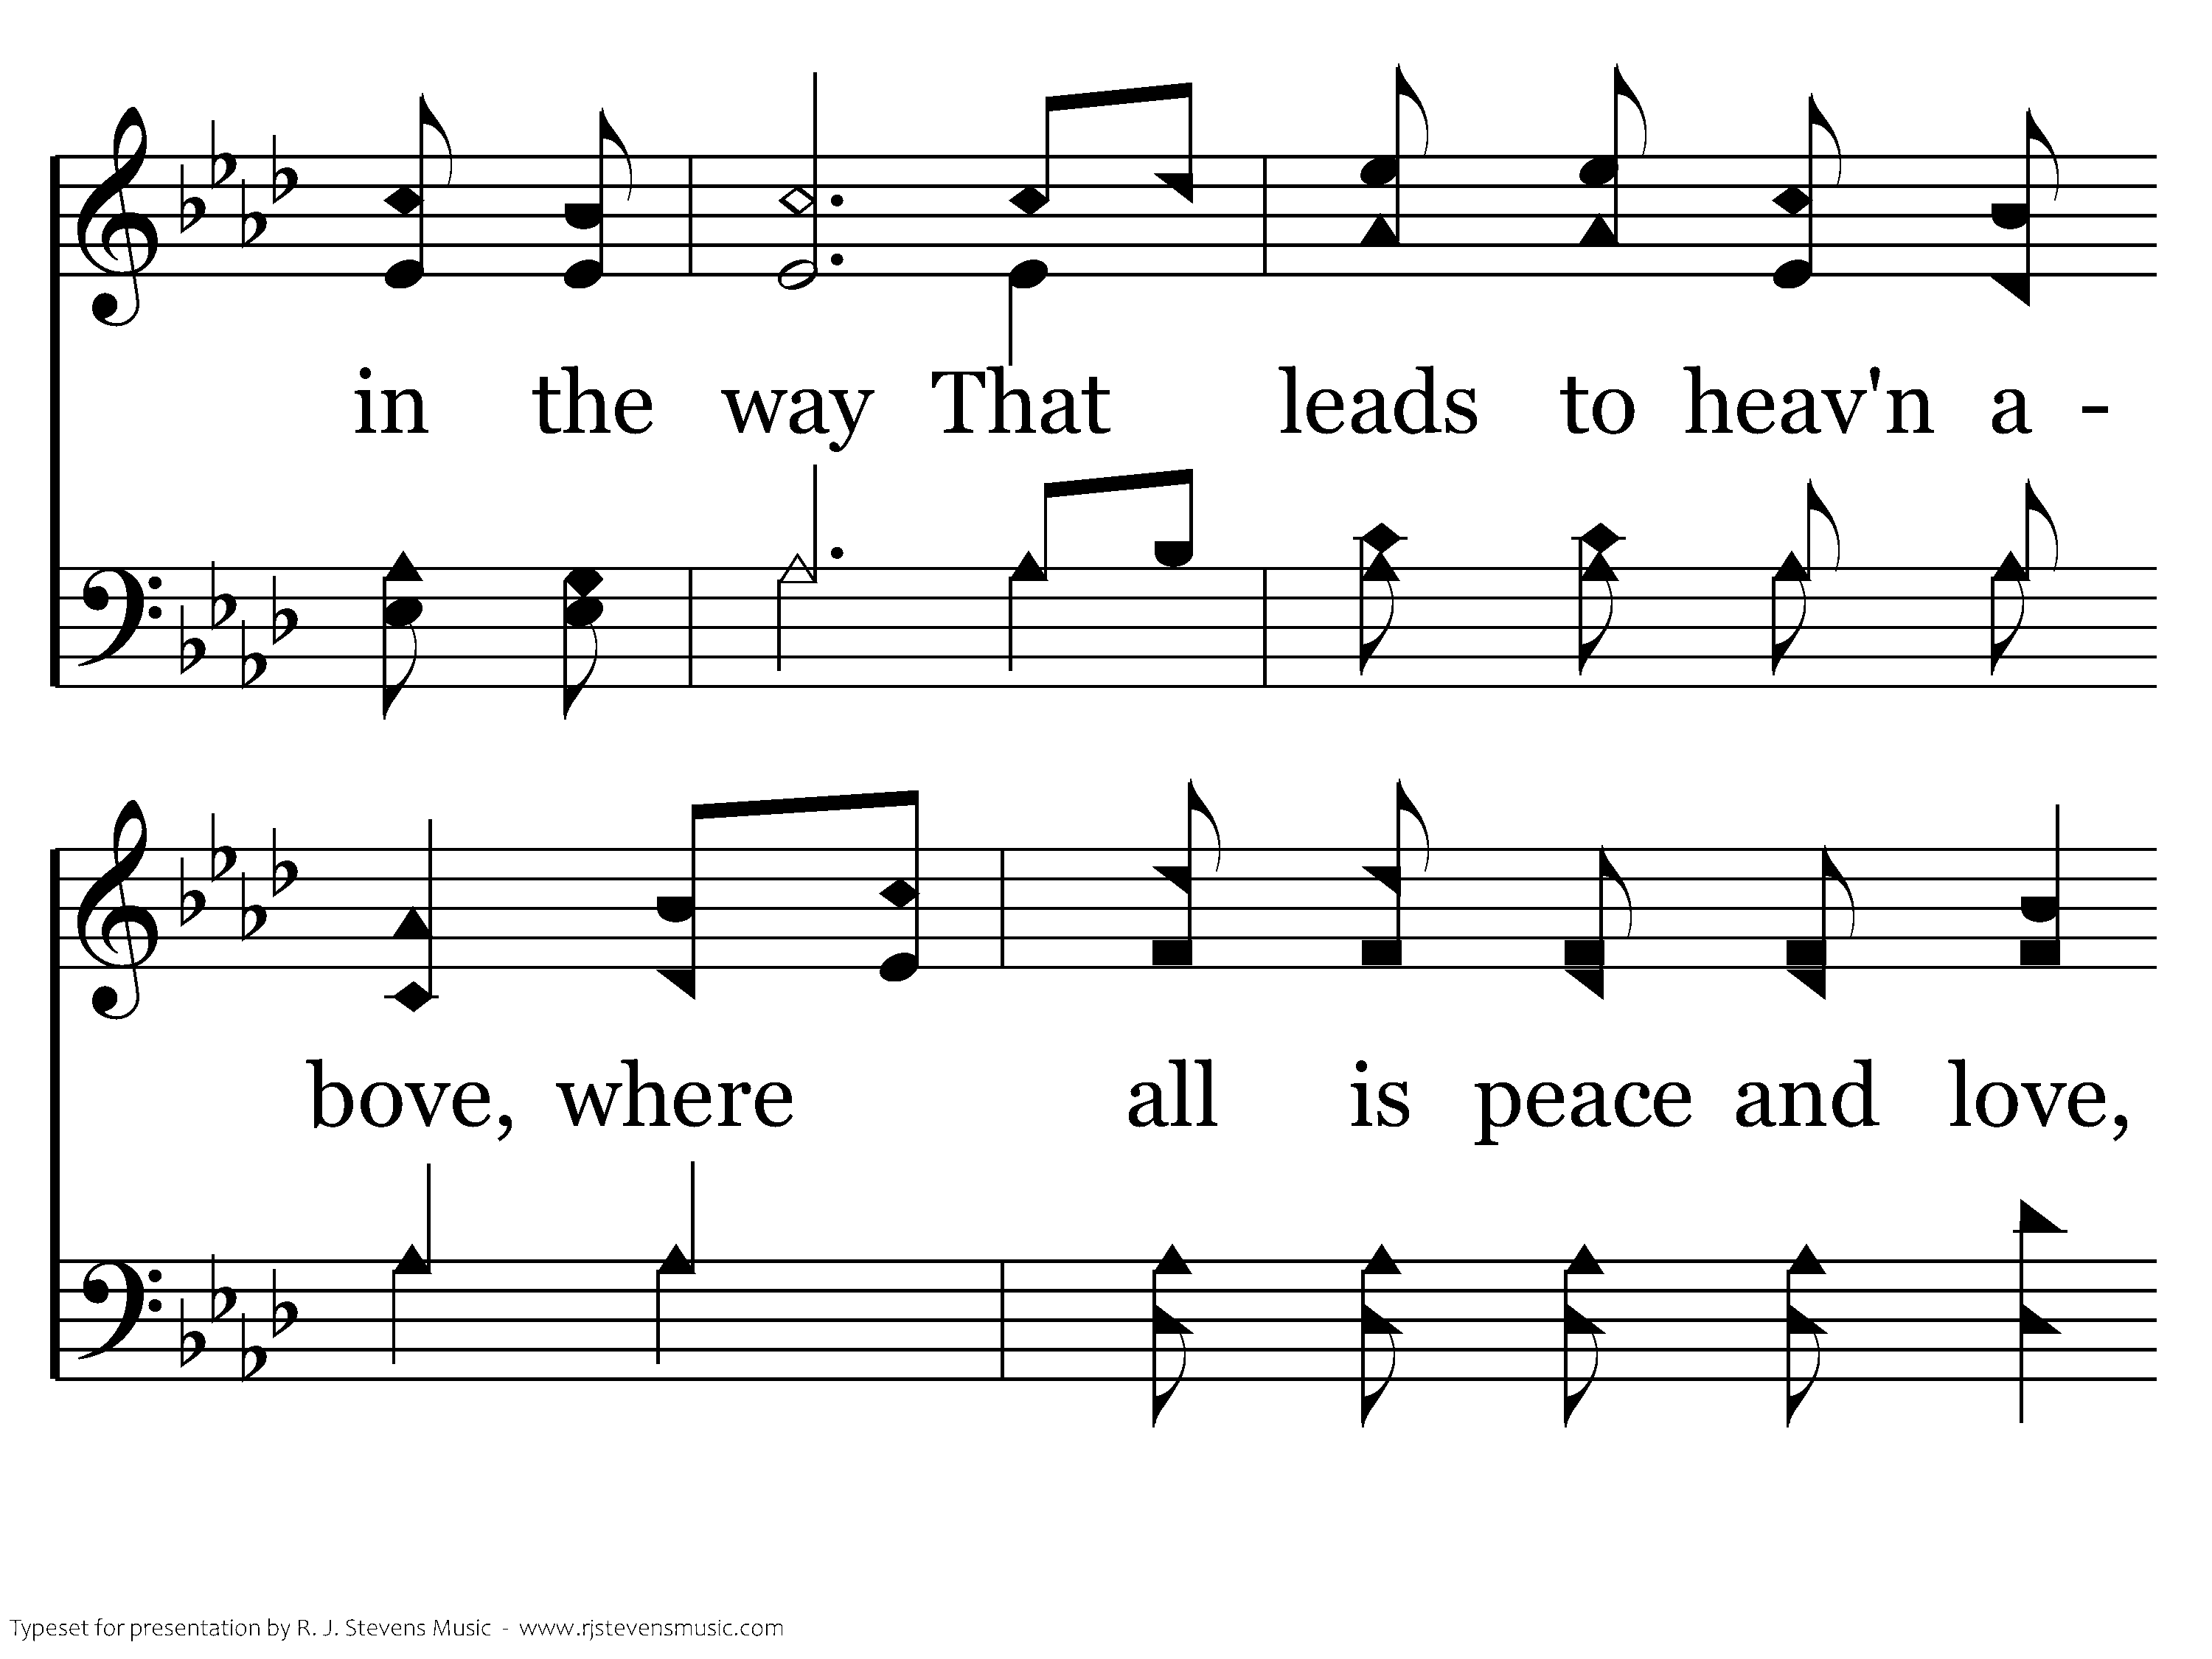 in the way That leads to heav'n a -
bove, where all is peace and love,
Typeset for presentation by R. J. Stevens Music - www.rjstevensmusic.com